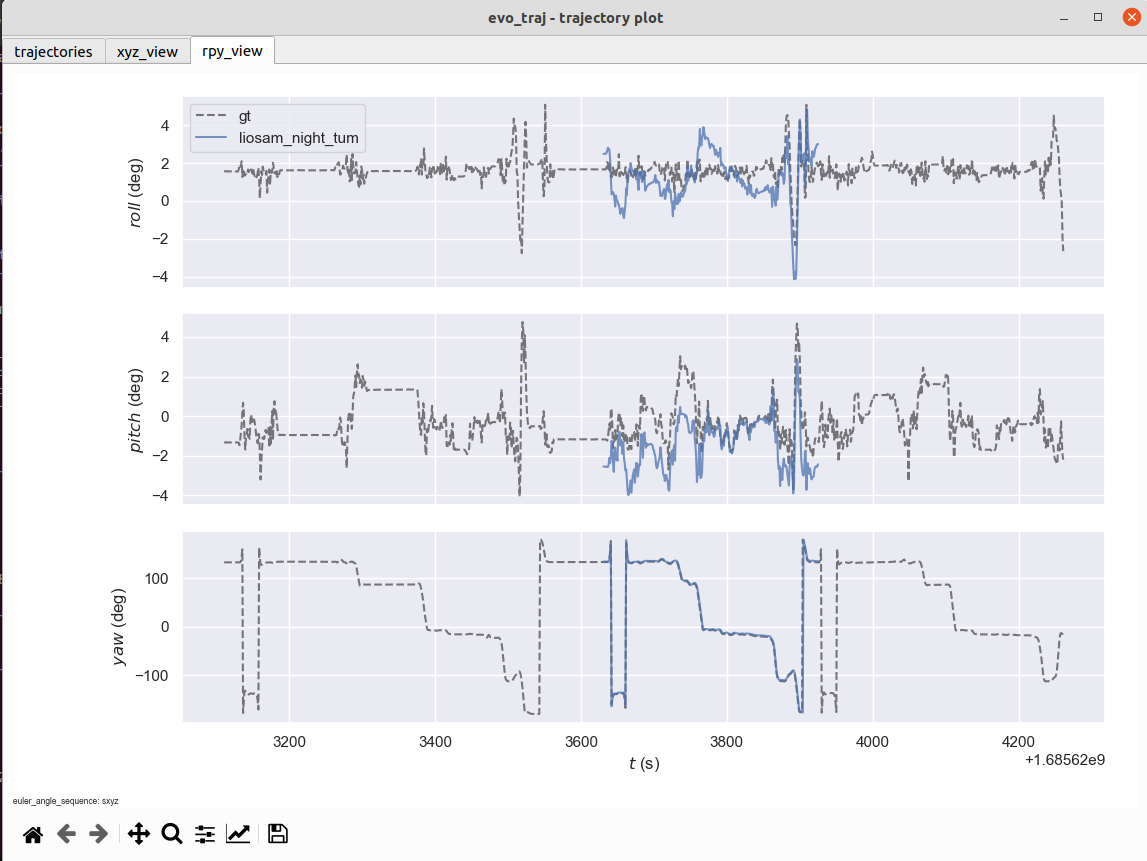 evo_traj - trajectory plot
trajectories xyz_view rpy_view
gt
liosam_night_tum
4
2
0
−2
−4
roll (deg)
4
2
0
−2
−4
pitch (deg)
100
0
−100
yaw (deg)
3200 3400 3600 3800 4000 4200
t (s)
+1.68562e9
euler_angle_sequence: sxyz